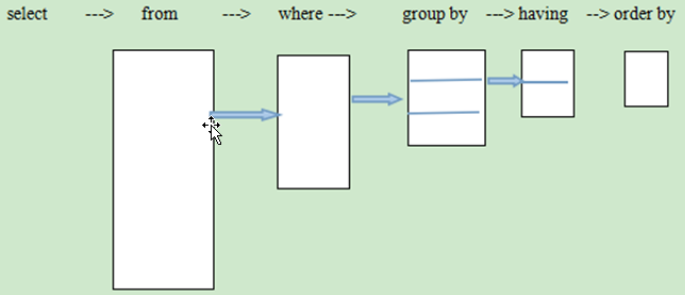 select ---> from ---> where ---> group by ---> having --> order by